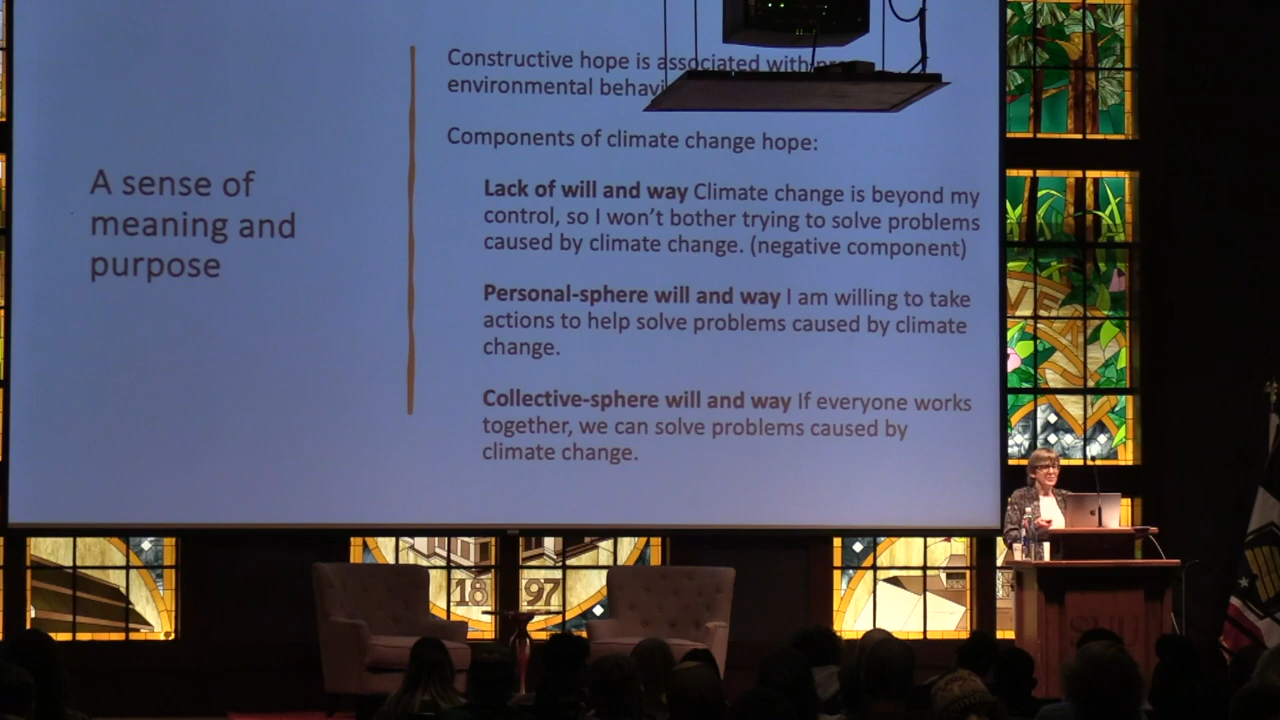 A sense of
meaning and
purpose
Constructive hope is associated with
environmental
Components of climate change hope:
Lack of will and way Climate change is beyond my
control, so I won't bother trying to solve problems
caused by climate change. (negative component)
Personal-sphere will and way I am willing to take
actions to help solve problems caused by climate
change.
Collective-sphere will and way If everyone works
together, we can solve problems caused by
climate change.
18 97